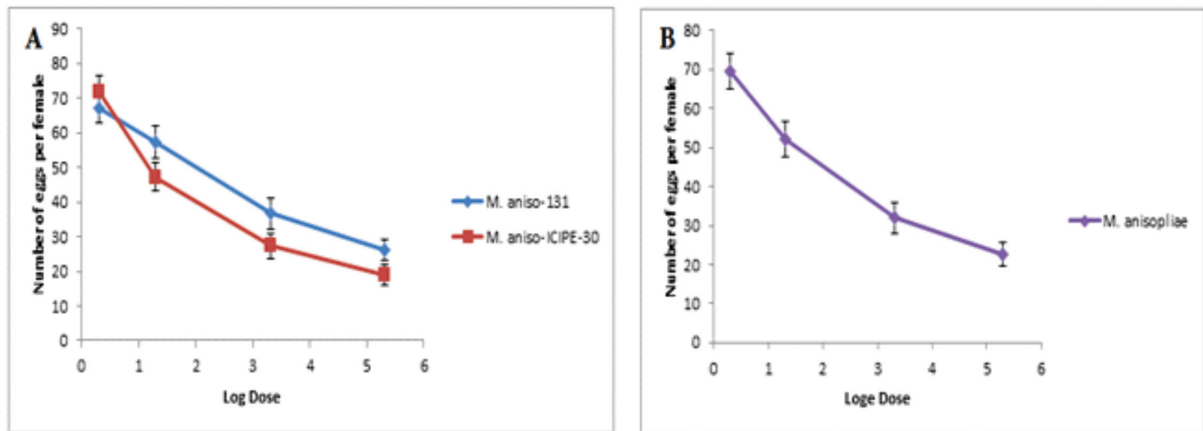 A
Number of eggs per female
90
80
70
60
50
40
30
20
10
0
0 1 2 3 4 5 6
Log Dose
M. aniso-131
M. aniso-ICIPE-30
B
Number of eggs per female
80
70
60
50
40
30
20
10
0
0 1 2 3 4 5 6
Loge Dose
M. anisopliae